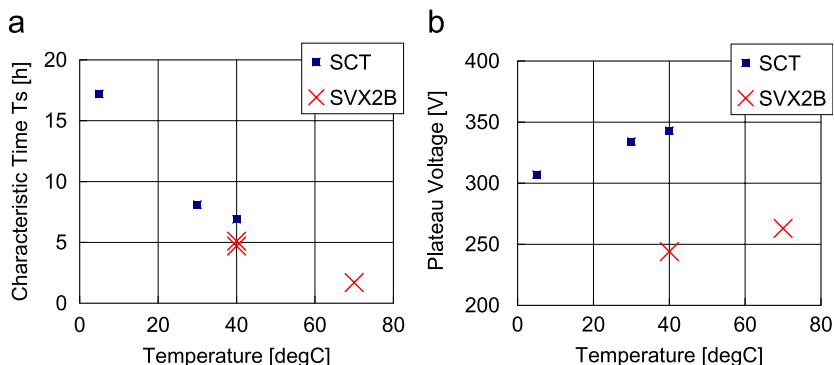 a
Characteristic Time Ts [h]
20
15
10
5
0
0 20 40 60 80
Temperature [degC]
SCT
SVX2B
b
Plateau Voltage [V]
400
350
300
250
200
0 20 40 60 80
Temperature [degC]
SCT
SVX2B